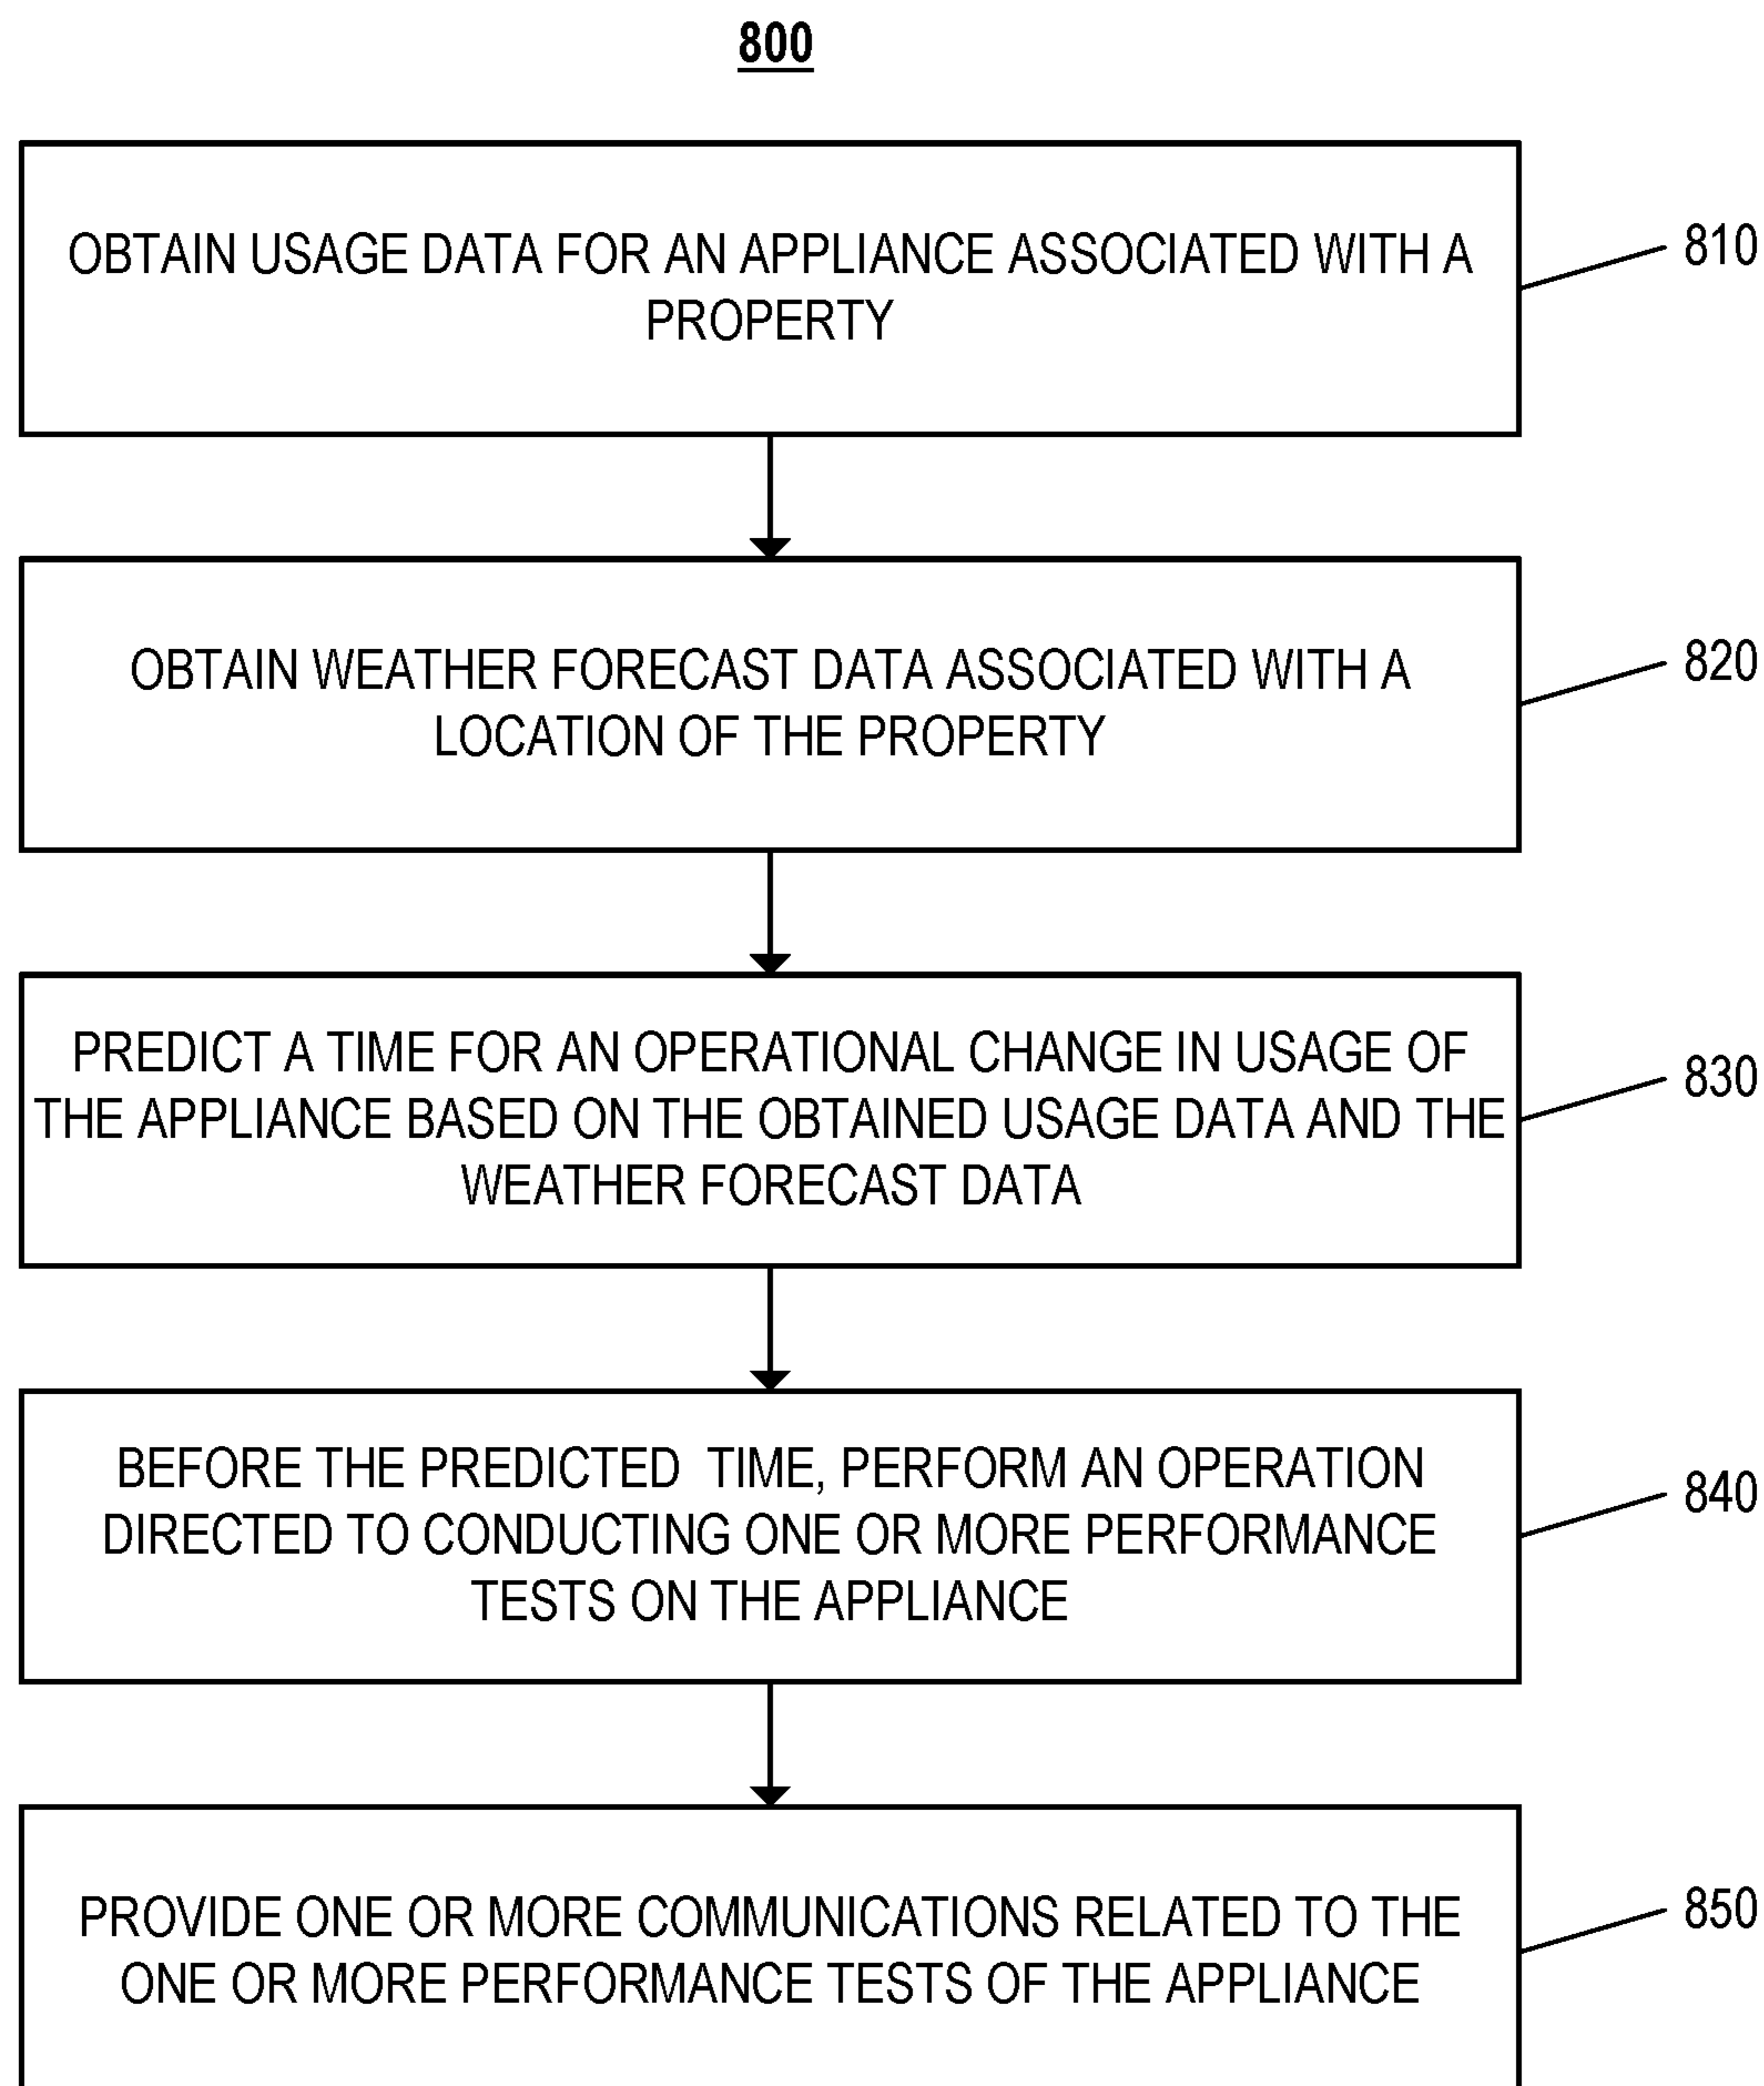 800
OBTAIN USAGE DATA FOR AN APPLIANCE ASSOCIATED WITH A
PROPERTY
810
OBTAIN WEATHER FORECAST DATA ASSOCIATED WITH A
LOCATION OF THE PROPERTY
820
PREDICT A TIME FOR AN OPERATIONAL CHANGE IN USAGE OF
THE APPLIANCE BASED ON THE OBTAINED USAGE DATA AND THE
WEATHER FORECAST DATA
830
BEFORE THE PREDICTED TIME, PERFORM AN OPERATION
DIRECTED TO CONDUCTING ONE OR MORE PERFORMANCE
TESTS ON THE APPLIANCE
840
PROVIDE ONE OR MORE COMMUNICATIONS RELATED TO THE
ONE OR MORE PERFORMANCE TESTS OF THE APPLIANCE
850